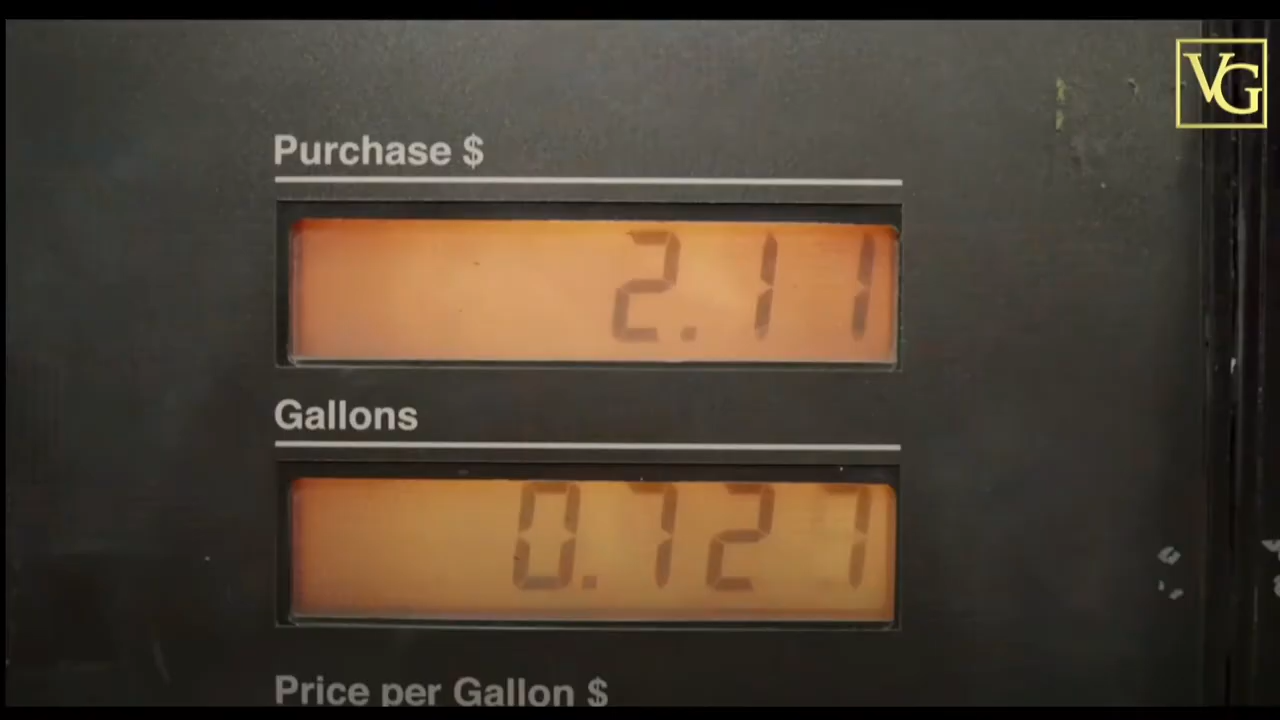 VG
Purchase $
2.11
Gallons
0.727
Price per Gallon $